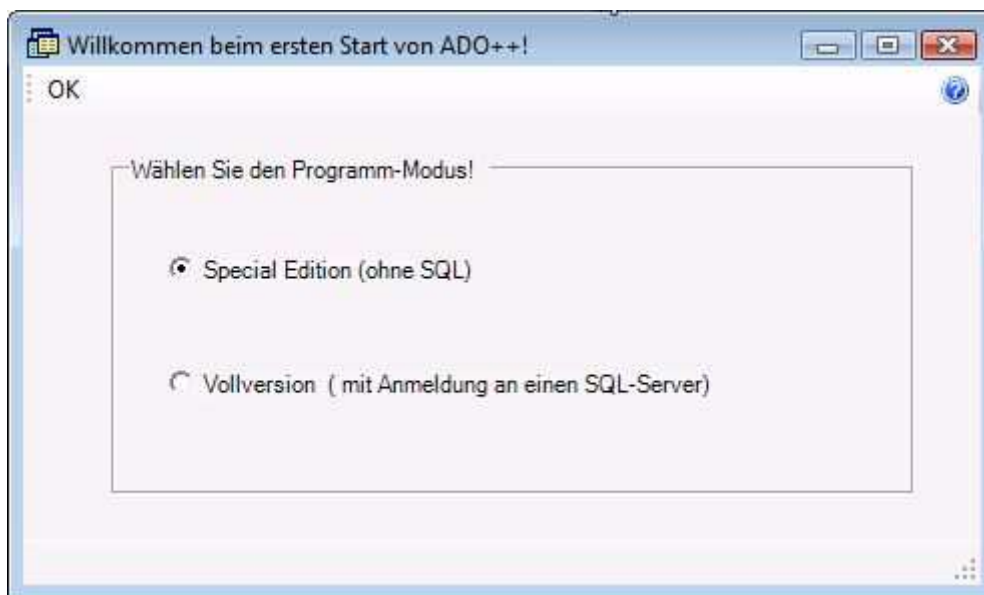 Willkommen beim ersten Start von ADO++!
OK
Wählen Sie den Programm-Modus!
Special Edition (ohne SQL)
Vollversion ( mit Anmeldung an einen SQL-Server)